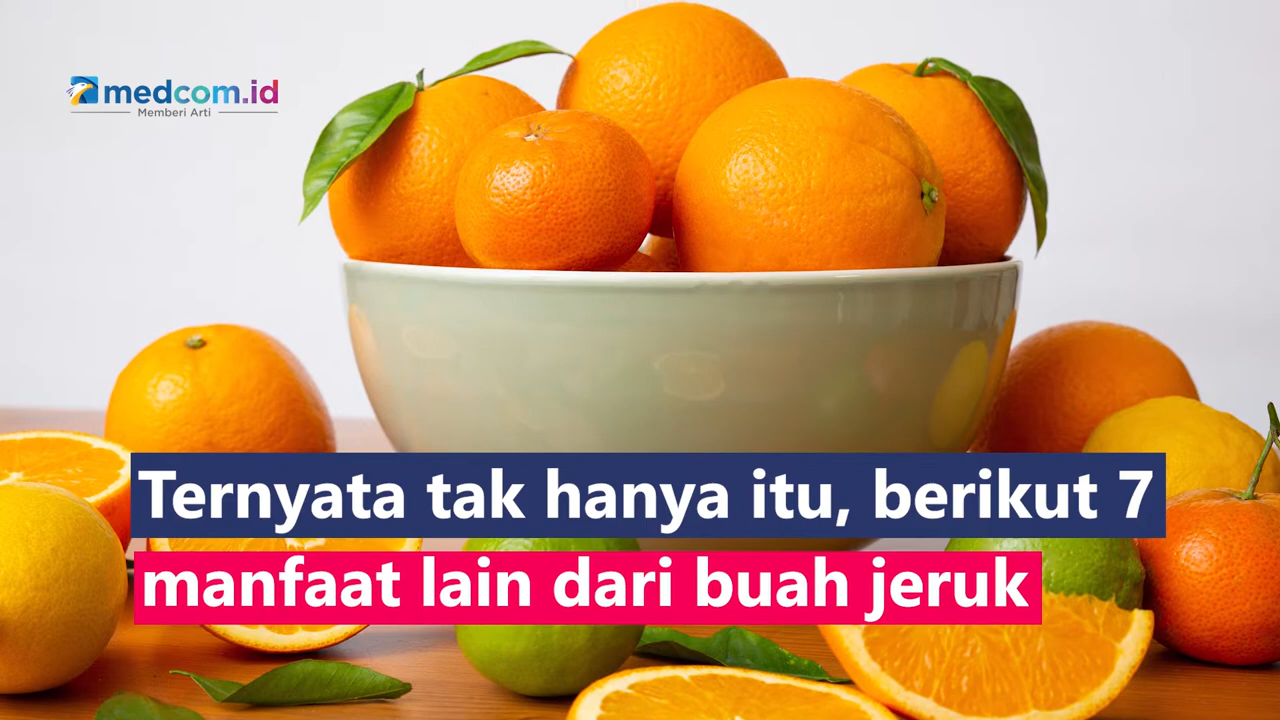 medcom.id
Memberi Arti
Ternyata tak hanya itu, berikut 7
manfaat lain dari buah jeruk